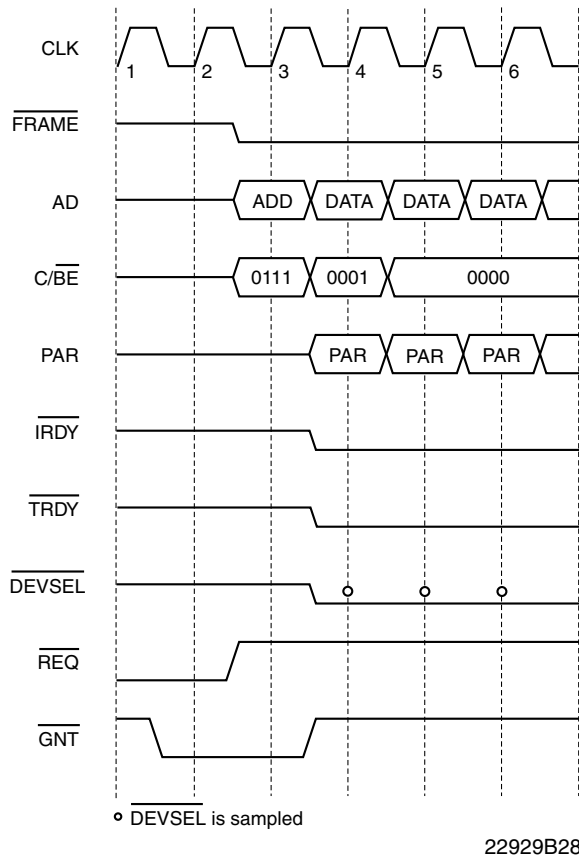 CLK
1 2 3 4 5 6
FRAME
AD ADD DATA DATA DATA
C/BE 0111 0001 0000
PAR PAR PAR PAR
IRDY
TRDY
DEVSEL
REQ
GNT
DEVSEL is sampled
22929B28